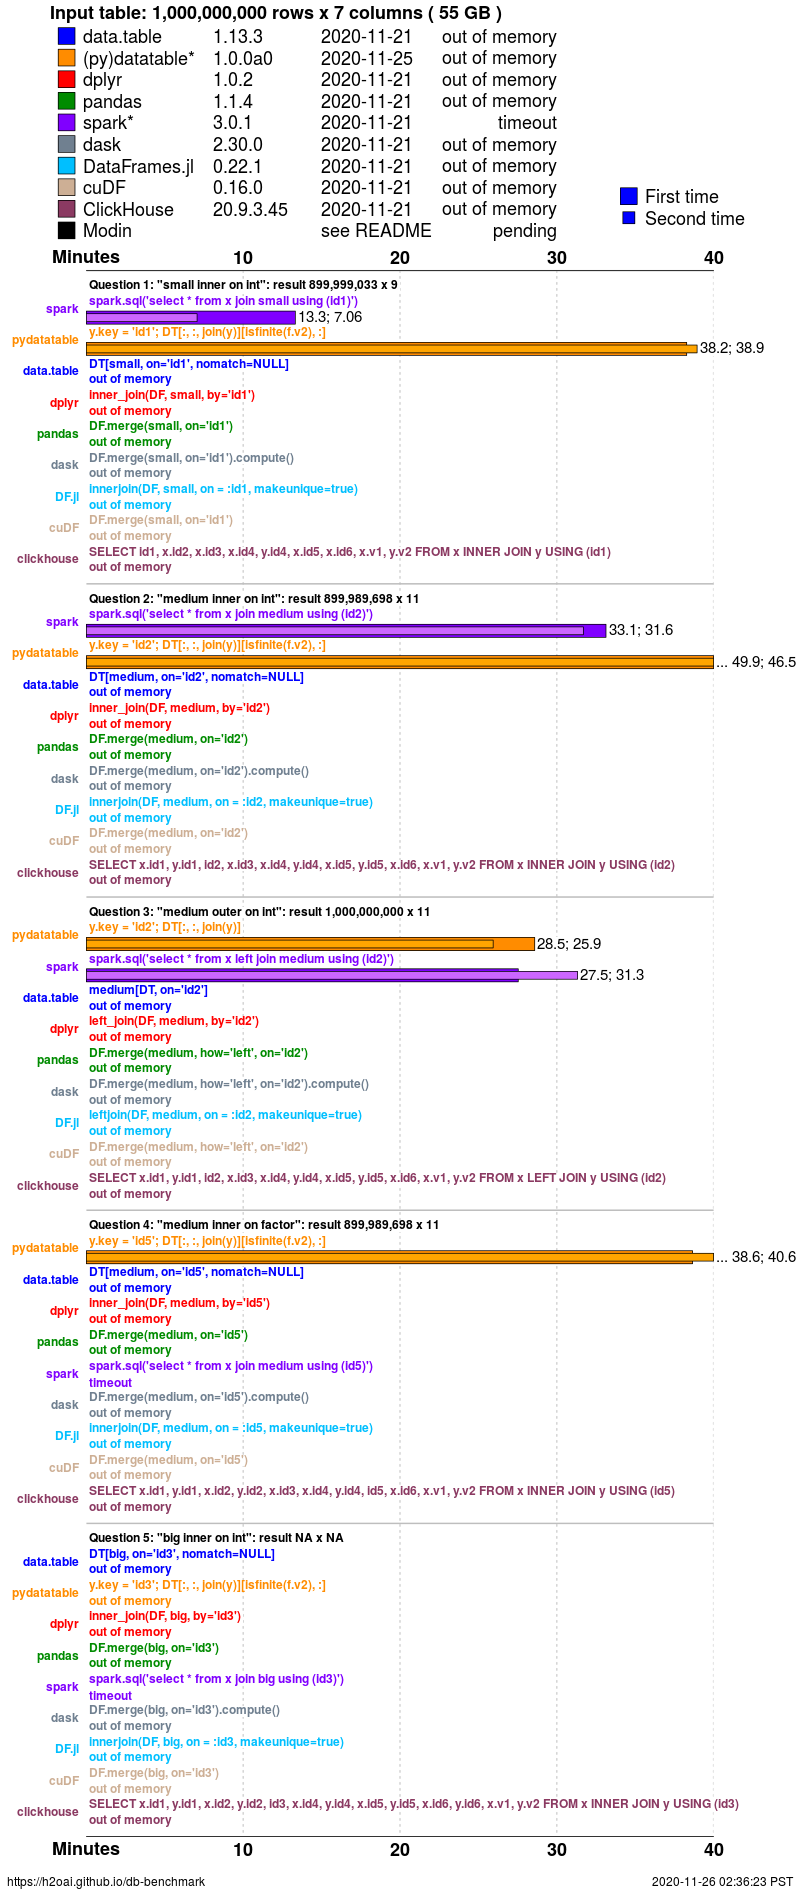 Input table: 1,000,000,000 rows x 7 columns ( 55 GB )
data.table 1.13.3 2020-11-21 out of memory
(py)datatable* 1.0.0a0 2020-11-25 out of memory
dplyr 1.0.2 2020-11-21 out of memory
pandas 1.1.4 2020-11-21 out of memory
spark* 3.0.1 2020-11-21 timeout
dask 2.30.0 2020-11-21 out of memory
DataFrames.jl 0.22.1 2020-11-21 out of memory
cuDF 0.16.0 2020-11-21 out of memory
ClickHouse 20.9.3.45 2020-11-21 out of memory
Modin see README pending
First time
Second time
Minutes 10 20 30 40
Question 1: "small inner on int": result 899,999,033 x 9
spark.sql('select * from x join small using (id1)')
spark 13.3; 7.06
y.key = 'id1'; DT[:, :, join(y)][isfinite(f.v2), :]
pydatatable 38.2; 38.9
DT[small, on='id1', nomatch=NULL]
data.table out of memory
inner_join(DF, small, by='id1')
dplyr out of memory
DF.merge(small, on='id1')
pandas out of memory
DF.merge(small, on='id1').compute()
dask out of memory
innerjoin(DF, small, on = :id1, makeunique=true)
DF.jl out of memory
DF.merge(small, on='id1')
cuDF out of memory
SELECT id1, x.id2, x.id3, x.id4, y.id4, x.id5, x.id6, x.v1, y.v2 FROM x INNER JOIN y USING (id1)
clickhouse out of memory
Question 2: "medium inner on int": result 899,989,698 x 11
spark.sql('select * from x join medium using (id2)')
spark 33.1; 31.6
y.key = 'id2'; DT[:, :, join(y)][isfinite(f.v2), :]
pydatatable ... 49.9; 46.5
DT[medium, on='id2', nomatch=NULL]
data.table out of memory
inner_join(DF, medium, by='id2')
dplyr out of memory
DF.merge(medium, on='id2')
pandas out of memory
DF.merge(medium, on='id2').compute()
dask out of memory
innerjoin(DF, medium, on = :id2, makeunique=true)
DF.jl out of memory
DF.merge(medium, on='id2')
cuDF out of memory
SELECT x.id1, y.id1, id2, x.id3, x.id4, y.id4, x.id5, y.id5, x.id6, x.v1, y.v2 FROM x INNER JOIN y USING (id2)
clickhouse out of memory
Question 3: "medium outer on int": result 1,000,000,000 x 11
y.key = 'id2'; DT[:, :, join(y)]
pydatatable 28.5; 25.9
spark.sql('select * from x left join medium using (id2)')
spark 27.5; 31.3
medium[DT, on='id2']
data.table out of memory
left_join(DF, medium, by='id2')
dplyr out of memory
DF.merge(medium, how='left', on='id2')
pandas out of memory
DF.merge(medium, how='left', on='id2').compute()
dask out of memory
leftjoin(DF, medium, on = :id2, makeunique=true)
DF.jl out of memory
DF.merge(medium, how='left', on='id2')
cuDF out of memory
SELECT x.id1, y.id1, id2, x.id3, x.id4, y.id4, x.id5, y.id5, x.id6, x.v1, y.v2 FROM x LEFT JOIN y USING (id2)
clickhouse out of memory
Question 4: "medium inner on factor": result 899,989,698 x 11
y.key = 'id5'; DT[:, :, join(y)][isfinite(f.v2), :]
pydatatable ... 38.6; 40.6
DT[medium, on='id5', nomatch=NULL]
data.table out of memory
inner_join(DF, medium, by='id5')
dplyr out of memory
DF.merge(medium, on='id5')
pandas out of memory
spark.sql('select * from x join medium using (id5)')
spark timeout
DF.merge(medium, on='id5').compute()
dask out of memory
innerjoin(DF, medium, on = :id5, makeunique=true)
DF.jl out of memory
DF.merge(medium, on='id5')
cuDF out of memory
SELECT x.id1, y.id1, x.id2, y.id2, x.id3, x.id4, y.id4, id5, x.id6, x.v1, y.v2 FROM x INNER JOIN y USING (id5)
clickhouse out of memory
Question 5: "big inner on int": result NA x NA
DT[big, on='id3', nomatch=NULL]
data.table out of memory
y.key = 'id3'; DT[:, :, join(y)][isfinite(f.v2), :]
pydatatable out of memory
inner_join(DF, big, by='id3')
dplyr out of memory
DF.merge(big, on='id3')
pandas out of memory
spark.sql('select * from x join big using (id3)')
spark timeout
DF.merge(big, on='id3').compute()
dask out of memory
innerjoin(DF, big, on = :id3, makeunique=true)
DF.jl out of memory
DF.merge(big, on='id3')
cuDF out of memory
SELECT x.id1, y.id1, x.id2, y.id2, id3, x.id4, y.id4, x.id5, y.id5, x.id6, y.id6, x.v1, y.v2 FROM x INNER JOIN y USING (id3)
clickhouse out of memory
Minutes 10 20 30 40
https://h2oai.github.io/db-benchmark 2020-11-26 02:36:23 PST